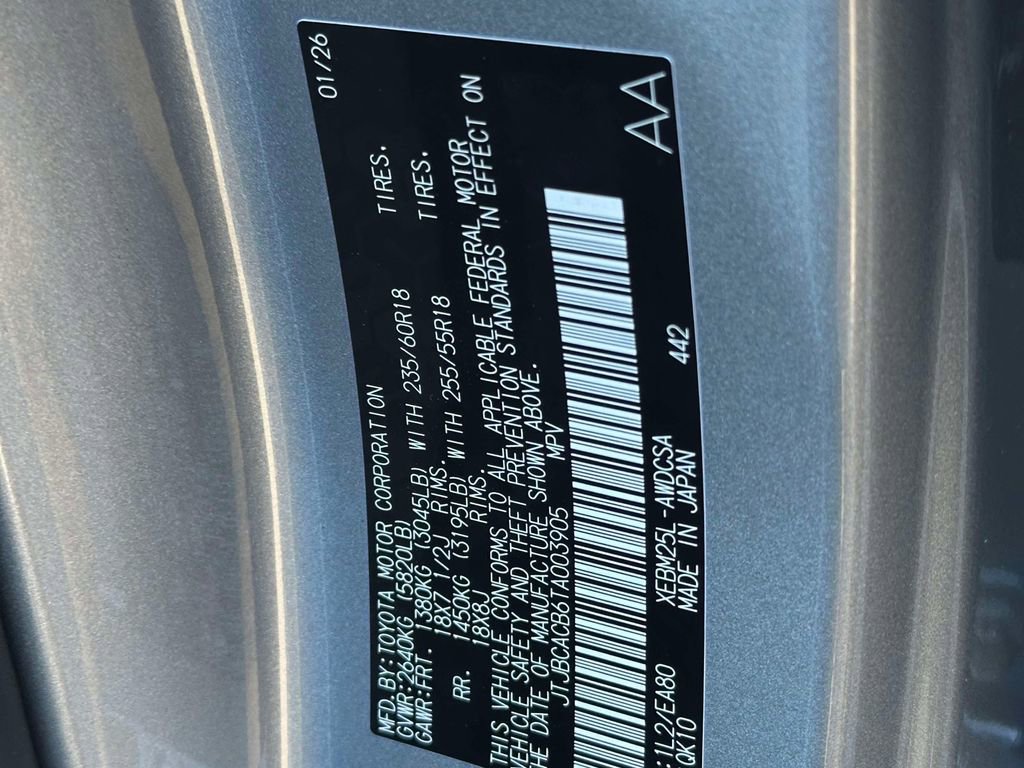 01/26
MFD.BY:TOYOTA MOTOR CORPORATION
GVWR:2640KG (5820LB)
GAWR:FRT. 1380KG (3045LB) WITH 235/60R18 TIRES.
18X7 1/2J RIMS.
RR. 1450KG (3195LB) WITH 255/55R18 TIRES.
18X8J RIMS.
THIS VEHICLE CONFORMS TO ALL APPLICABLE FEDERAL MOTOR
VEHICLE SAFETY AND THEFT PREVENTION STANDARDS IN EFFECT ON
THE DATE OF MANUFACTURE SHOWN ABOVE.
JTJBCACB6TA003905 MPV
:1L2/EA80 XEBM25L-AWDCSA 442
QK10 MADE IN JAPAN
AA